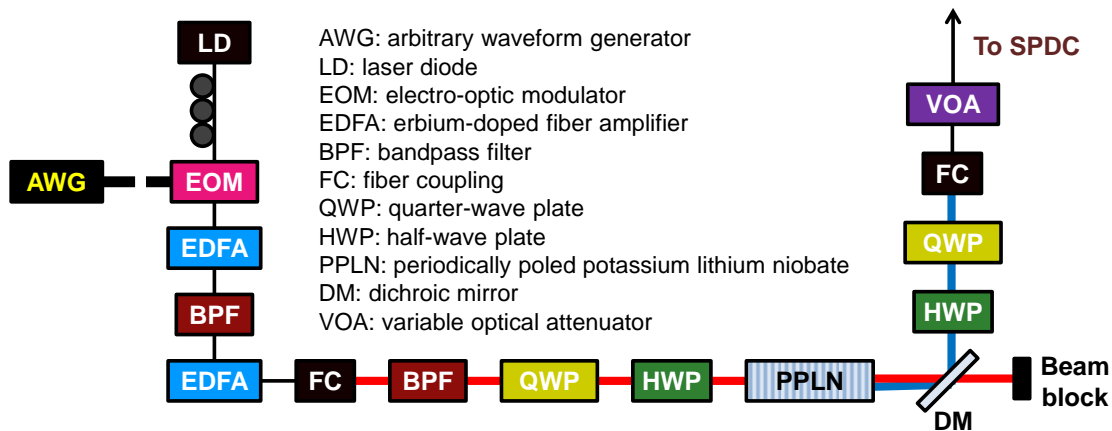 LD
AWG
EOM
EDFA
BPF
EDFA
FC
BPF
QWP
HWP
PPLN
AWG: arbitrary waveform generator
LD: laser diode
EOM: electro-optic modulator
EDFA: erbium-doped fiber amplifier
BPF: bandpass filter
FC: fiber coupling
QWP: quarter-wave plate
HWP: half-wave plate
PPLN: periodically poled potassium lithium niobate
DM: dichroic mirror
VOA: variable optical attenuator
To SPDC
VOA
FC
QWP
HWP
DM
Beam
block